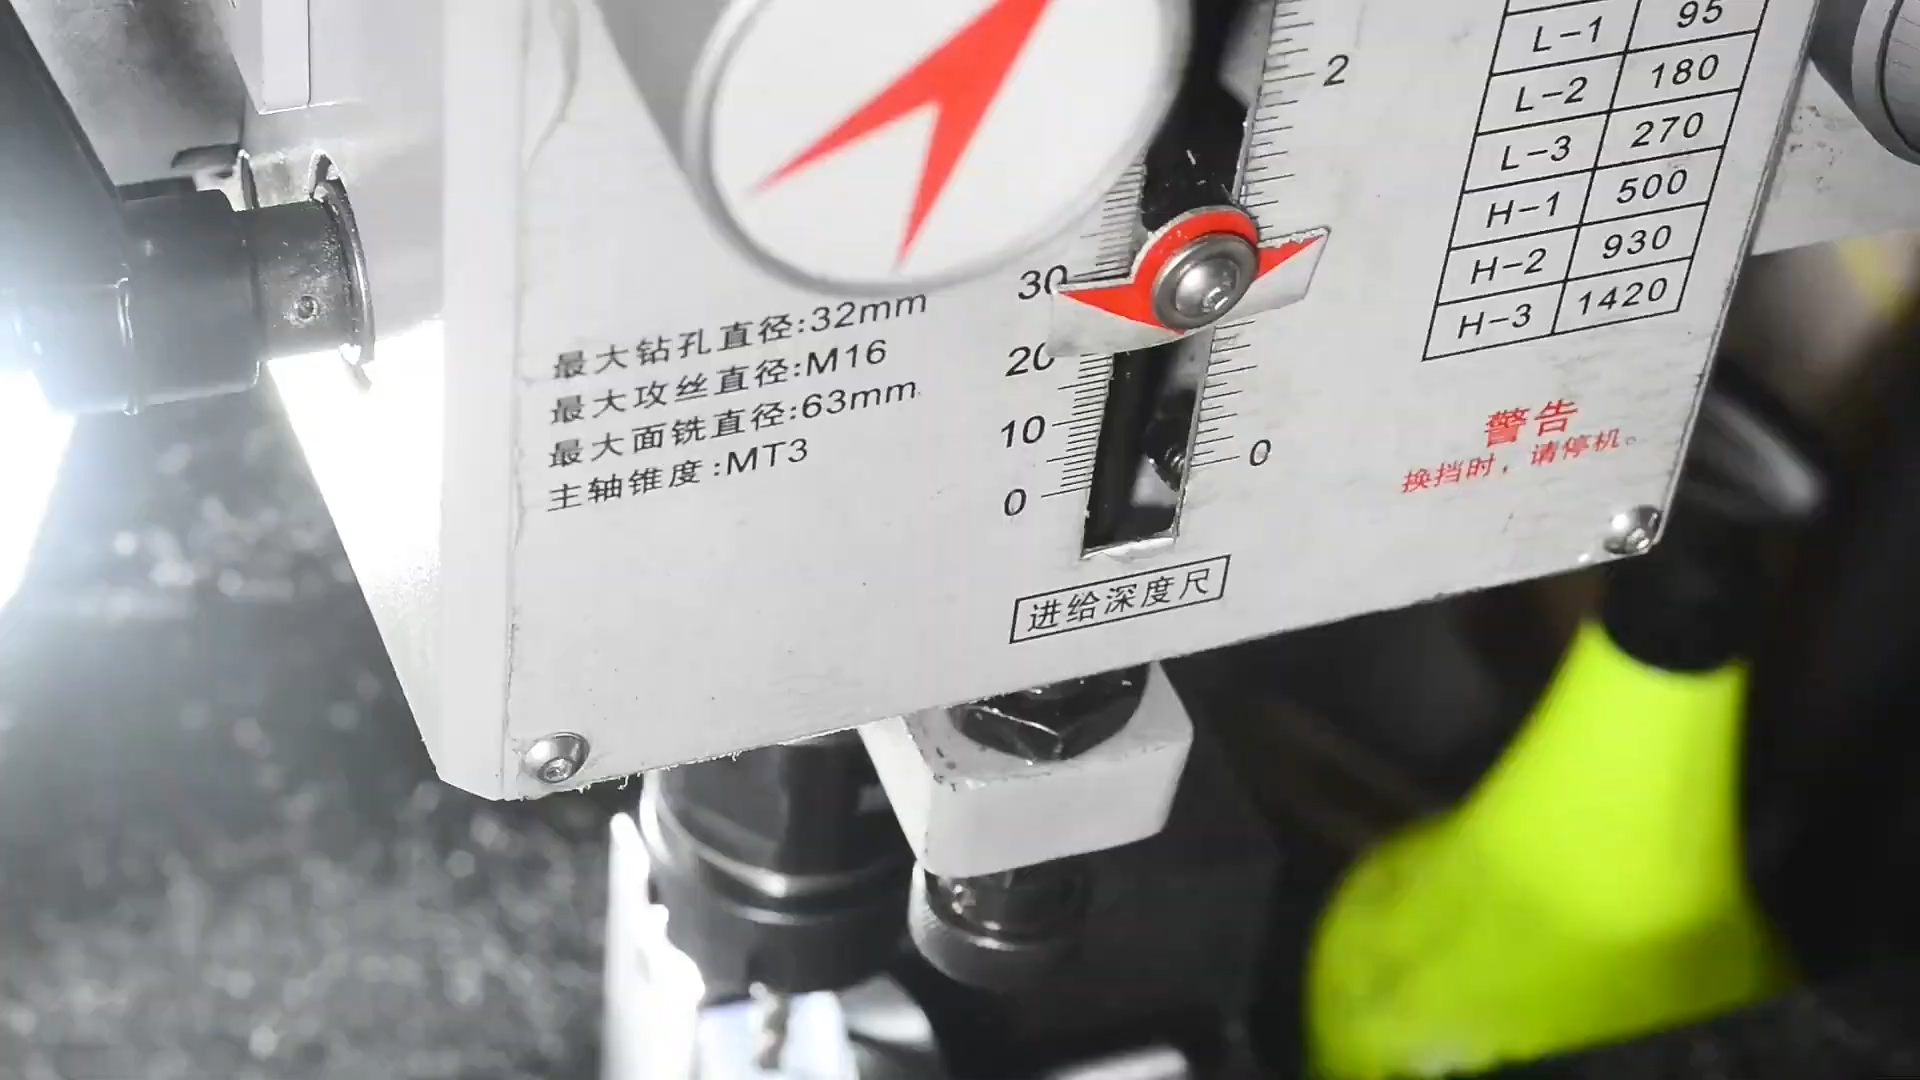 最大钻孔直径:32mm
最大攻丝直径:M16
最大面铣直径:63mm
主轴锥度:MT3
30
20
10
0
2
0
进给深度尺
L-1 95
L-2 180
L-3 270
H-1 500
H-2 930
H-3 1420
警告
换挡时，请停机。